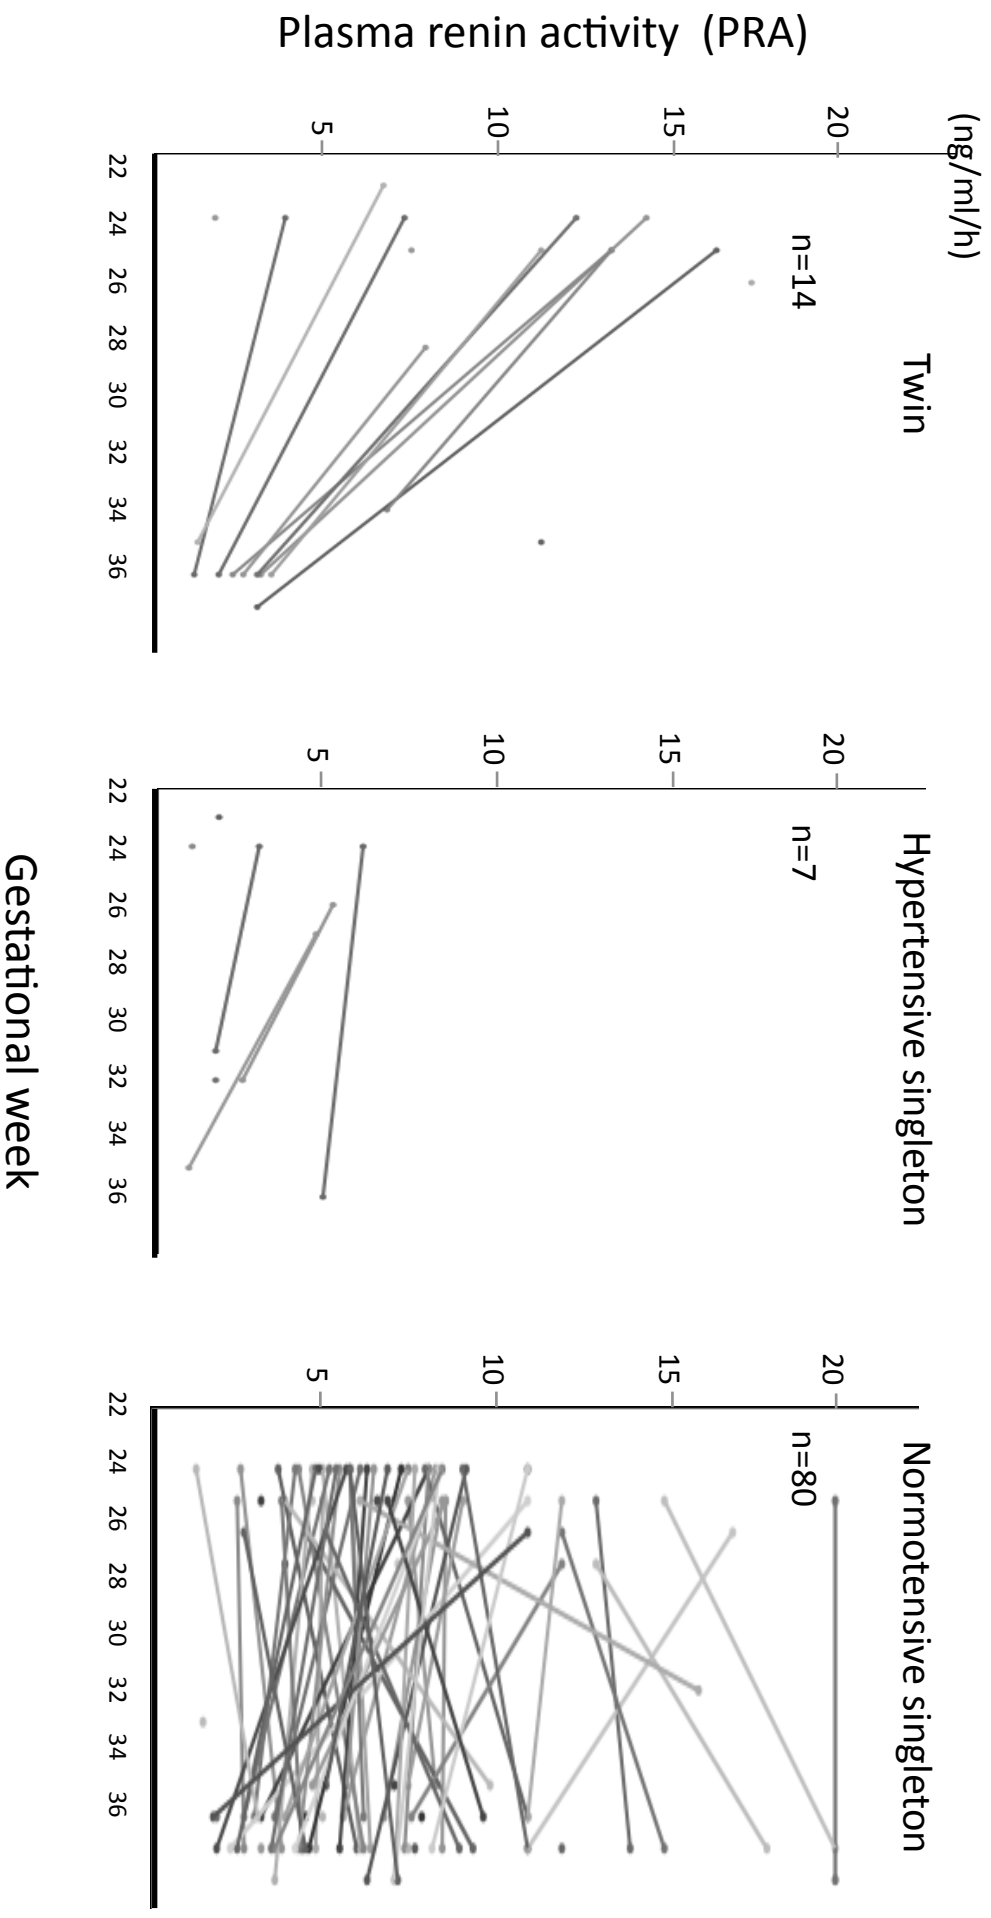 Plasma renin activity (PRA)
(ng/ml/h)
Twin
n=14
20
15
10
5
22 24 26 28 30 32 34 36
Hypertensive singleton
n=7
20
15
10
5
22 24 26 28 30 32 34 36
Normotensive singleton
n=80
20
15
10
5
22 24 26 28 30 32 34 36
Gestational week